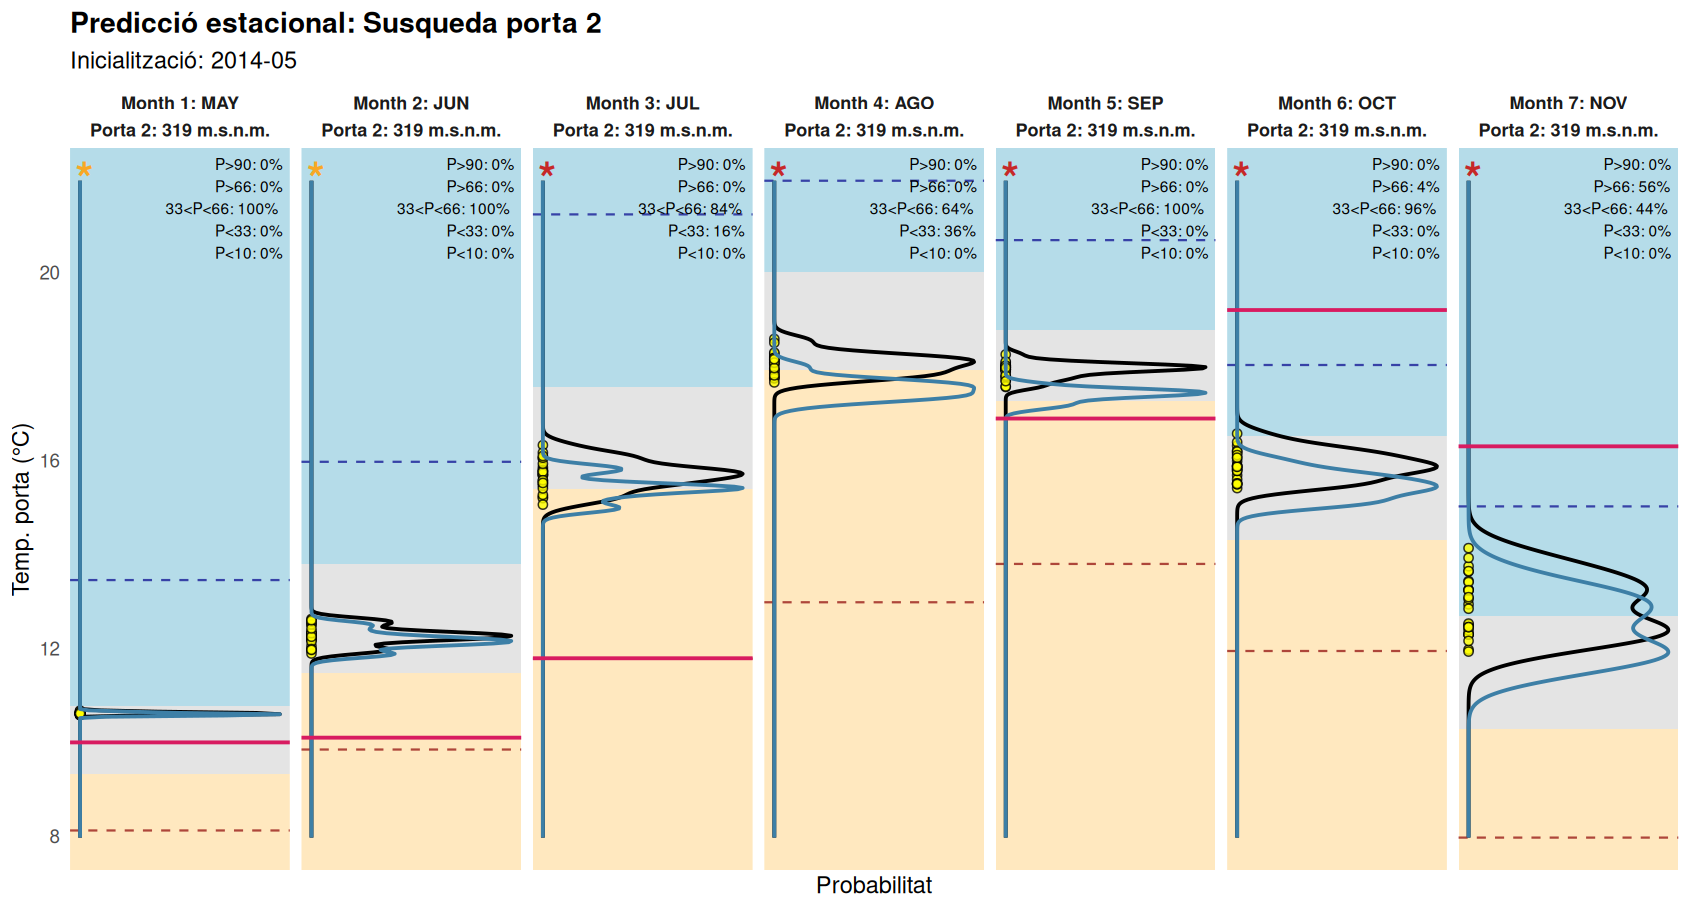 Predicció estacional: Susqueda porta 2
Inicialització: 2014-05
Month 1: MAY
Porta 2: 319 m.s.n.m.
Month 2: JUN
Porta 2: 319 m.s.n.m.
Month 3: JUL
Porta 2: 319 m.s.n.m.
Month 4: AGO
Porta 2: 319 m.s.n.m.
Month 5: SEP
Porta 2: 319 m.s.n.m.
Month 6: OCT
Porta 2: 319 m.s.n.m.
Month 7: NOV
Porta 2: 319 m.s.n.m.
*
P>90: 0%
P>66: 0%
33<P<66: 100%
P<33: 0%
P<10: 0%
*
P>90: 0%
P>66: 0%
33<P<66: 100%
P<33: 0%
P<10: 0%
*
P>90: 0%
P>66: 0%
33<P<66: 84%
P<33: 16%
P<10: 0%
*
P>90: 0%
P>66: 0%
33<P<66: 64%
P<33: 36%
P<10: 0%
*
P>90: 0%
P>66: 0%
33<P<66: 100%
P<33: 0%
P<10: 0%
*
P>90: 0%
P>66: 4%
33<P<66: 96%
P<33: 0%
P<10: 0%
*
P>90: 0%
P>66: 56%
33<P<66: 44%
P<33: 0%
P<10: 0%
20
16
12
8
Temp. porta (°C)
Probabilitat